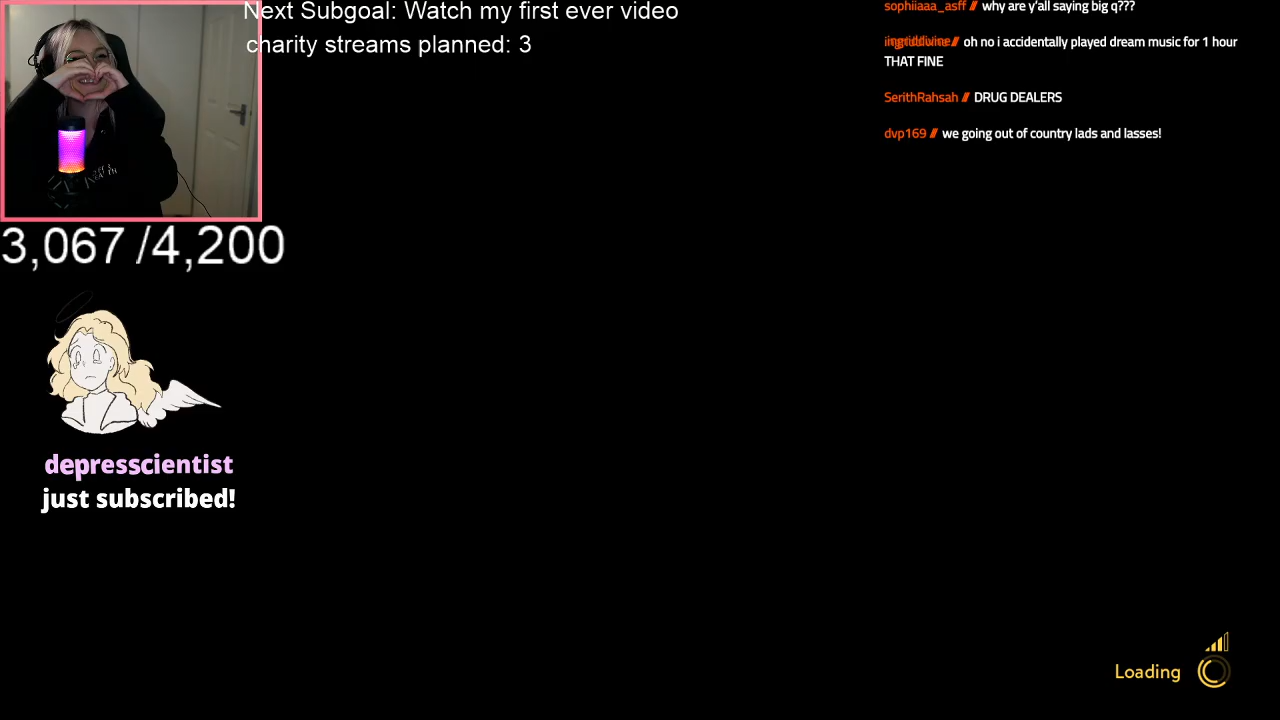 Next Subgoal: Watch my first ever video
charity streams planned: 3
sophiiaaa_asff // why are y'all saying big q???
ingriddivine // oh no i accidentally played dream music for 1 hour
THAT FINE
SerithRahsah // DRUG DEALERS
dvp169 // we going out of country lads and lasses!
3,067 /4,200
depresscientist
just subscribed!
Loading